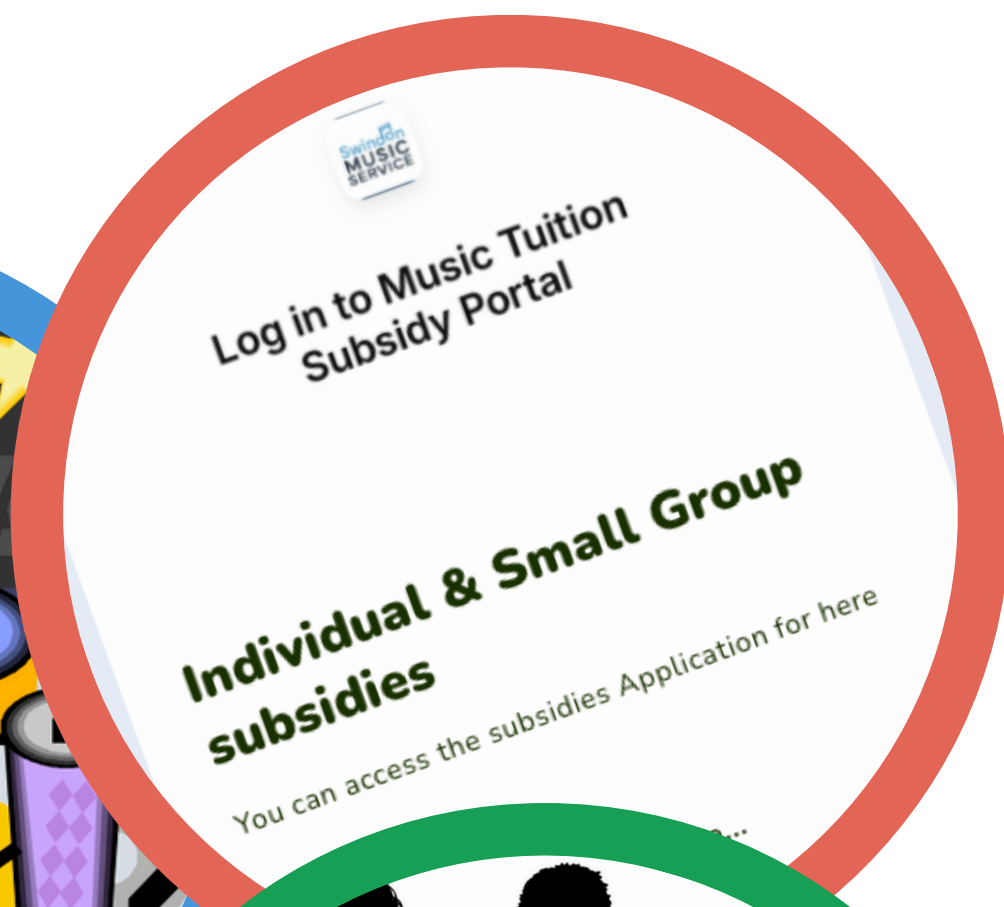 Swindon
MUSIC
SERVICE
Log in to Music Tuition
Subsidy Portal
Individual & Small Group
subsidies
You can access the subsidies Application for here